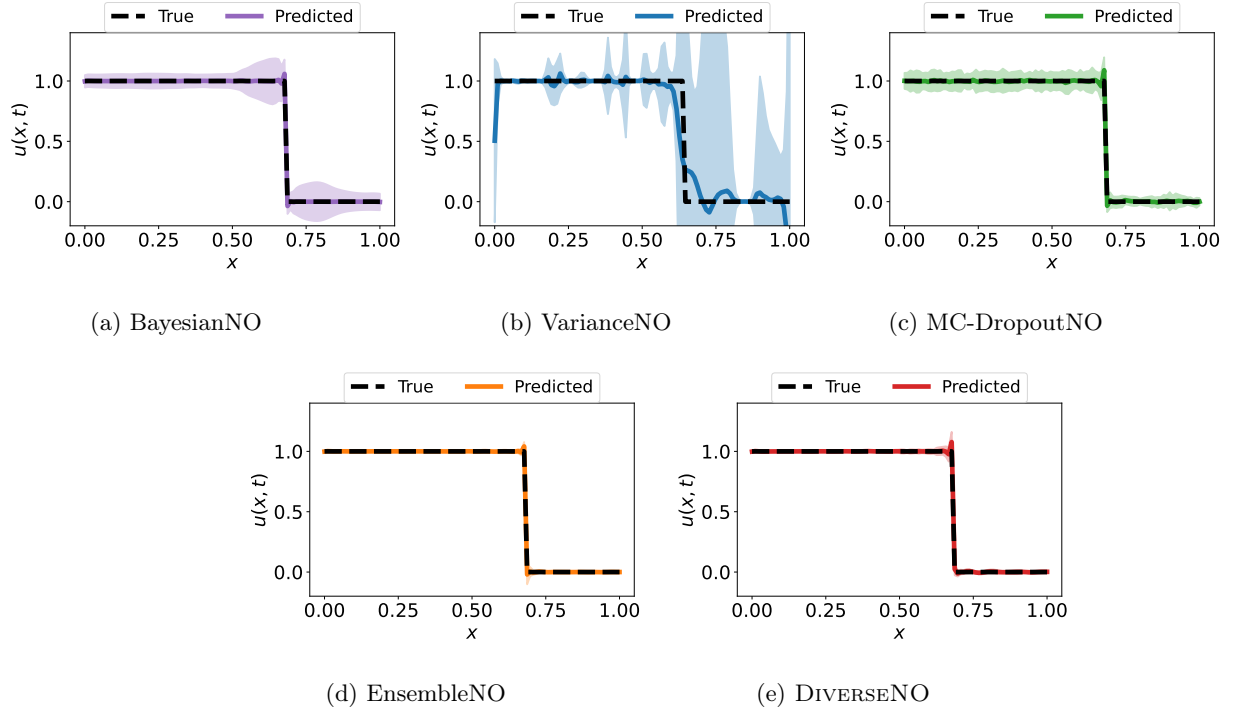 True Predicted True Predicted True Predicted
1.0 1.0 1.0
u(x, t) u(x, t) u(x, t)
0.5 0.5 0.5
0.0 0.0 0.0
0.00 0.25 0.50 0.75 1.00 0.00 0.25 0.50 0.75 1.00 0.00 0.25 0.50 0.75 1.00
x x x
(a) BayesianNO (b) VarianceNO (c) MC-DropoutNO
True Predicted True Predicted
1.0 1.0
u(x, t) u(x, t)
0.5 0.5
0.0 0.0
0.00 0.25 0.50 0.75 1.00 0.00 0.25 0.50 0.75 1.00
x x
(d) EnsembleNO (e) DIVERSENO